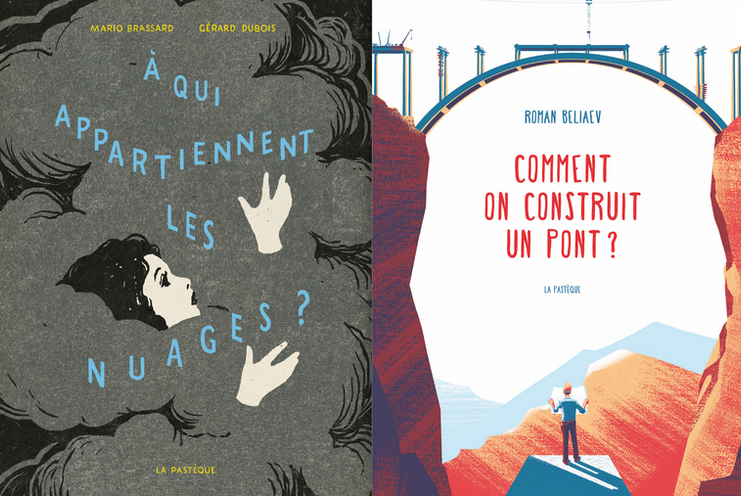 MARIO BRASSARD GÉRARD DUBOIS
À QUI
APPARTIENNENT
LES
NUAGES ?
LA PASTÈQUE
ROMAN BELIAEV
COMMENT
ON CONSTRUIT
UN PONT ?
LA PASTÈQUE